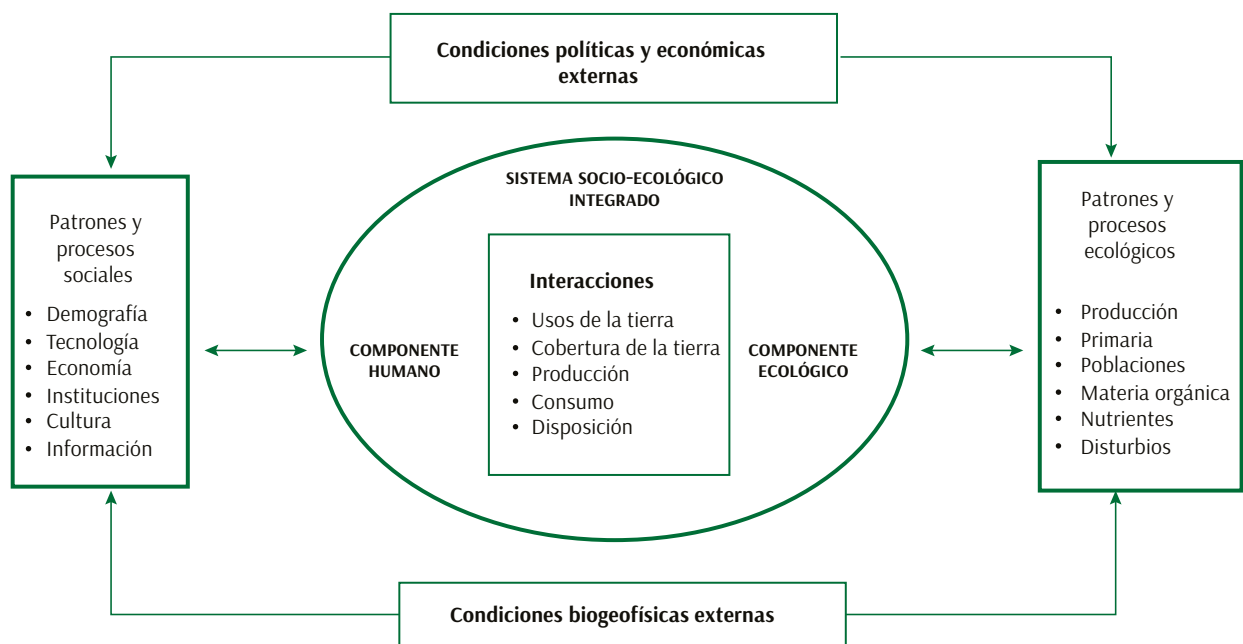 Condiciones políticas y económicas
externas
SISTEMA SOCIO-ECOLÓGICO
INTEGRADO
Patrones y
procesos
sociales
• Demografía
• Tecnología
• Economía
• Instituciones
• Cultura
• Información
COMPONENTE
HUMANO
Interacciones
• Usos de la tierra
• Cobertura de la tierra
• Producción
• Consumo
• Disposición
COMPONENTE
ECOLÓGICO
Patrones y
procesos
ecológicos
• Producción
• Primaria
• Poblaciones
• Materia orgánica
• Nutrientes
• Disturbios
Condiciones biogeofísicas externas